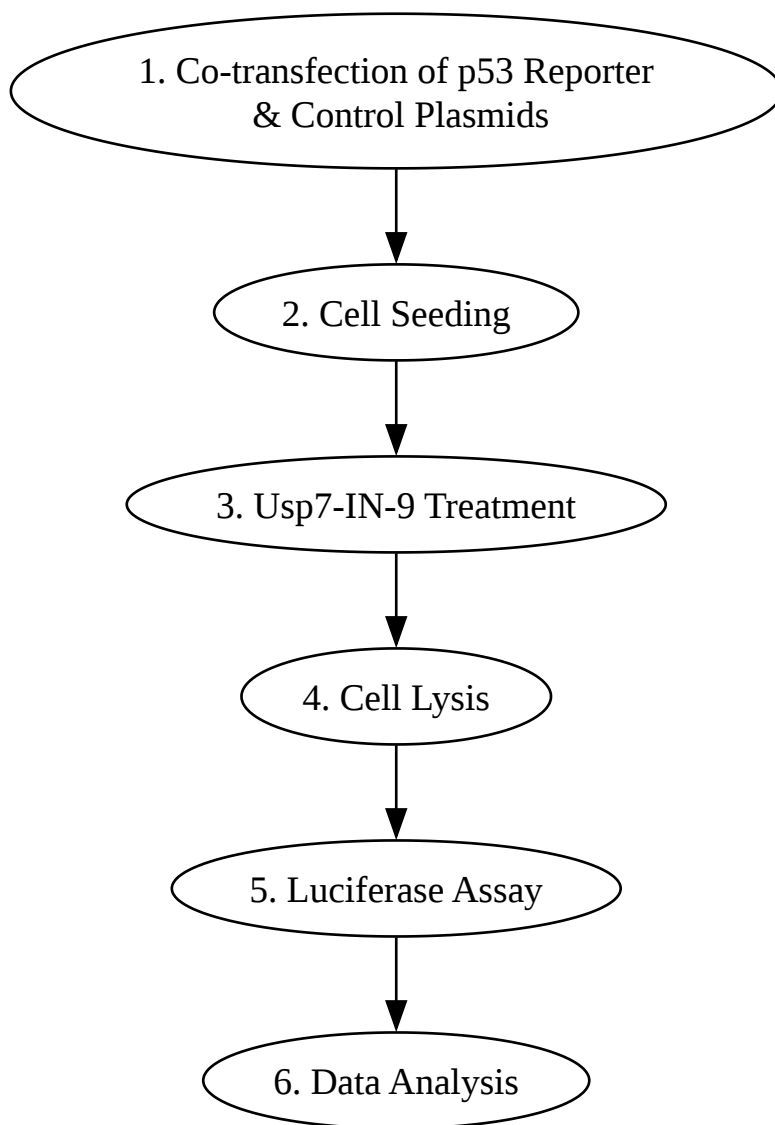 1. Co-transfection of p53 Reporter
& Control Plasmids
2. Cell Seeding
3. Usp7-IN-9 Treatment
4. Cell Lysis
5. Luciferase Assay
6. Data Analysis